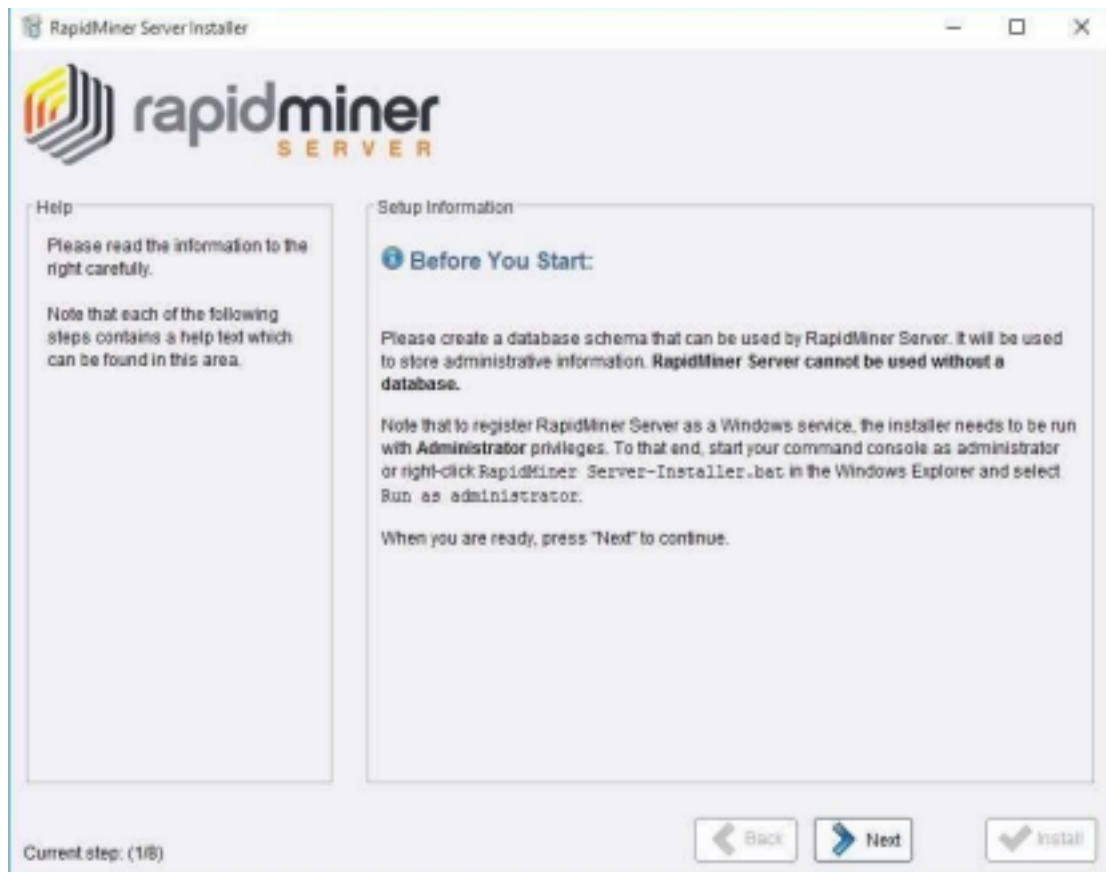 RapidMiner Server Installer
rapidminer
SERVER
Help
Please read the information to the
right carefully.
Note that each of the following
steps contains a help text which
can be found in this area.
Setup Information
Before You Start:
Please create a database schema that can be used by RapidMiner Server. It will be used
to store administrative information. RapidMiner Server cannot be used without a
database.
Note that to register RapidMiner Server as a Windows service, the installer needs to be run
with Administrator privileges. To that end, start your command console as administrator
or right-click RapidMiner Server-Installer.bat in the Windows Explorer and select
Run as administrator.
When you are ready, press "Next" to continue.
Current step: (1/8)
Back
Next
Install